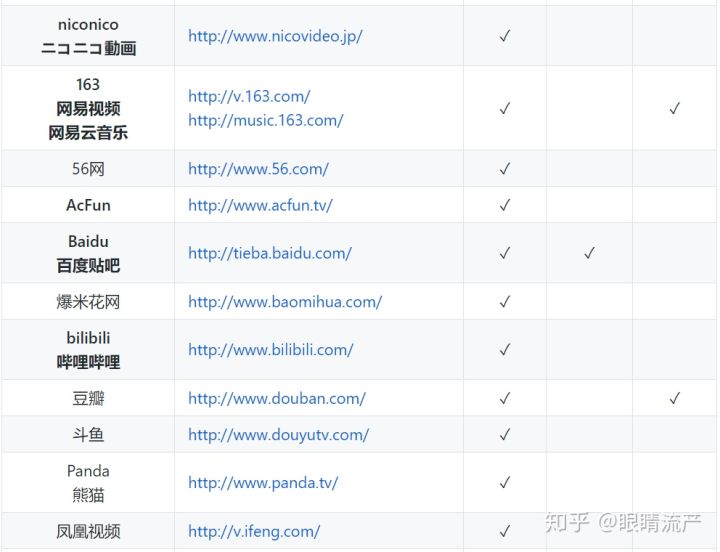 niconico
ニコニコ動画
http://www.nicovideo.jp/
✓
163
网易视频
网易云音乐
http://v.163.com/
http://music.163.com/
✓ ✓
56网
http://www.56.com/
✓
AcFun
http://www.acfun.tv/
✓
Baidu
百度贴吧
http://tieba.baidu.com/
✓ ✓
爆米花网
http://www.baomihua.com/
✓
bilibili
哔哩哔哩
http://www.bilibili.com/
✓
豆瓣
http://www.douban.com/
✓ ✓
斗鱼
http://www.douyutv.com/
✓
Panda
熊猫
http://www.panda.tv/
✓
凤凰视频
http://v.ifeng.com/
✓
知乎 @眼睛流产